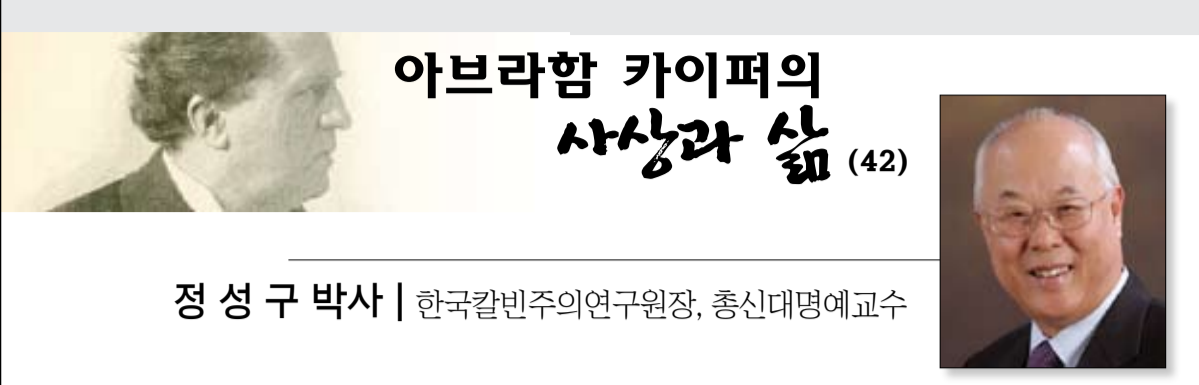 아브라함 카이퍼의
사상과 삶 (42)
정 성 구 박사 | 한국칼빈주의연구원장, 총신대명예교수